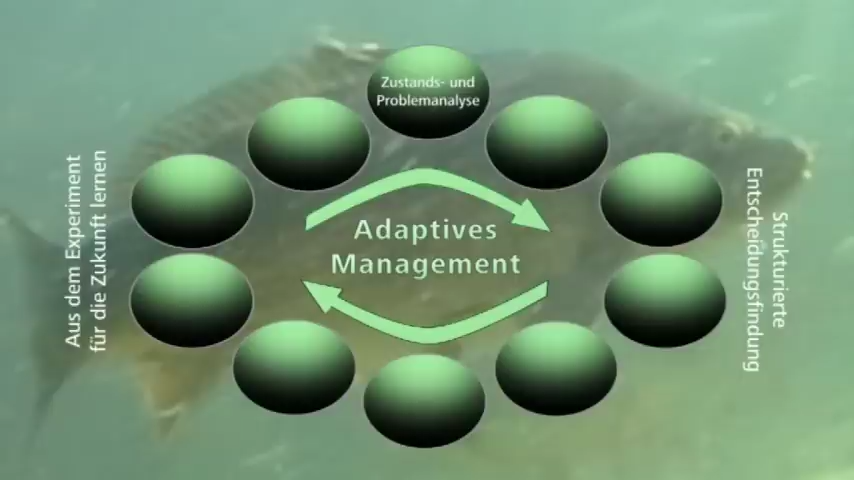 Zustands- und
Problemanalyse
Adaptives
Management
Aus dem Experiment
für die Zukunft lernen
Strukturierte
Entscheidungsfindung